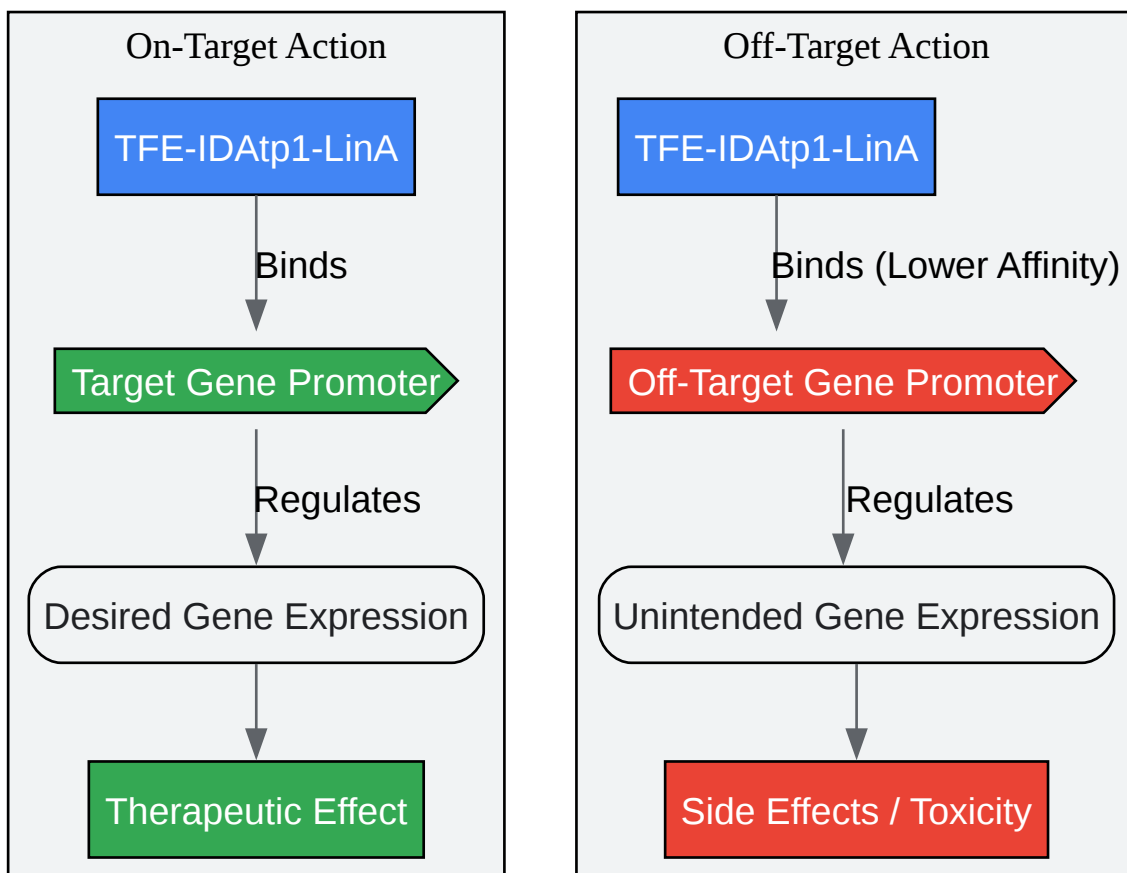 On-Target Action
TFE-IDAtp1-LinA
Binds
Target Gene Promoter
Regulates
Desired Gene Expression
Therapeutic Effect
Off-Target Action
TFE-IDAtp1-LinA
Binds (Lower Affinity)
Off-Target Gene Promoter
Regulates
Unintended Gene Expression
Side Effects / Toxicity